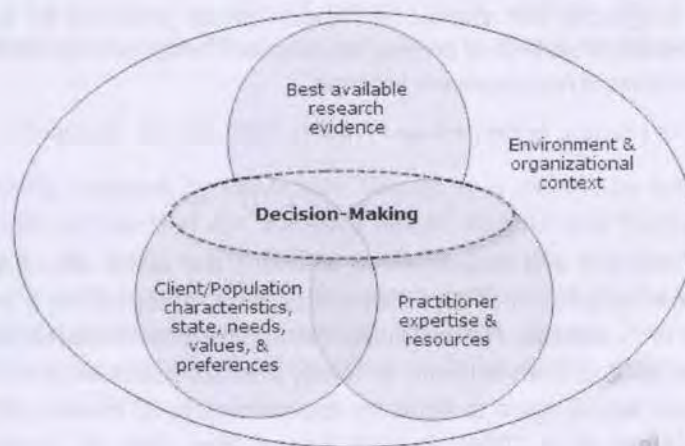 Best available
research
evidence
Environment &
organizational
context
Decision-Making
Client/Population
characteristics,
state, needs,
values, &
preferences
Practitioner
expertise &
resources